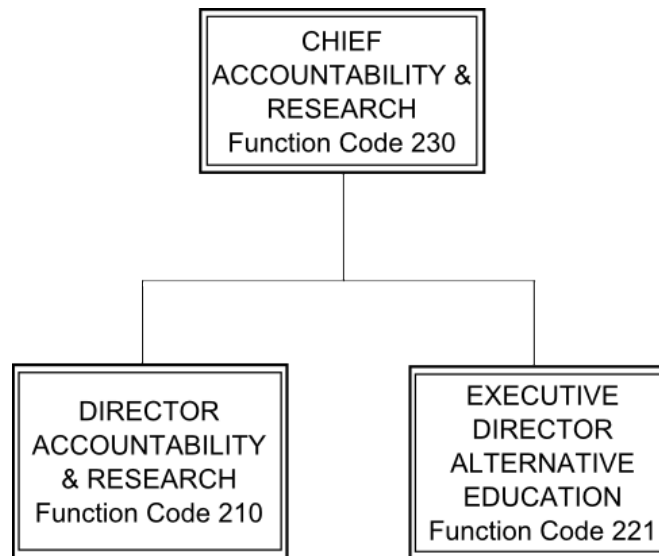 CHIEF
ACCOUNTABILITY &
RESEARCH
Function Code 230
DIRECTOR
ACCOUNTABILITY
& RESEARCH
Function Code 210
EXECUTIVE
DIRECTOR
ALTERNATIVE
EDUCATION
Function Code 221